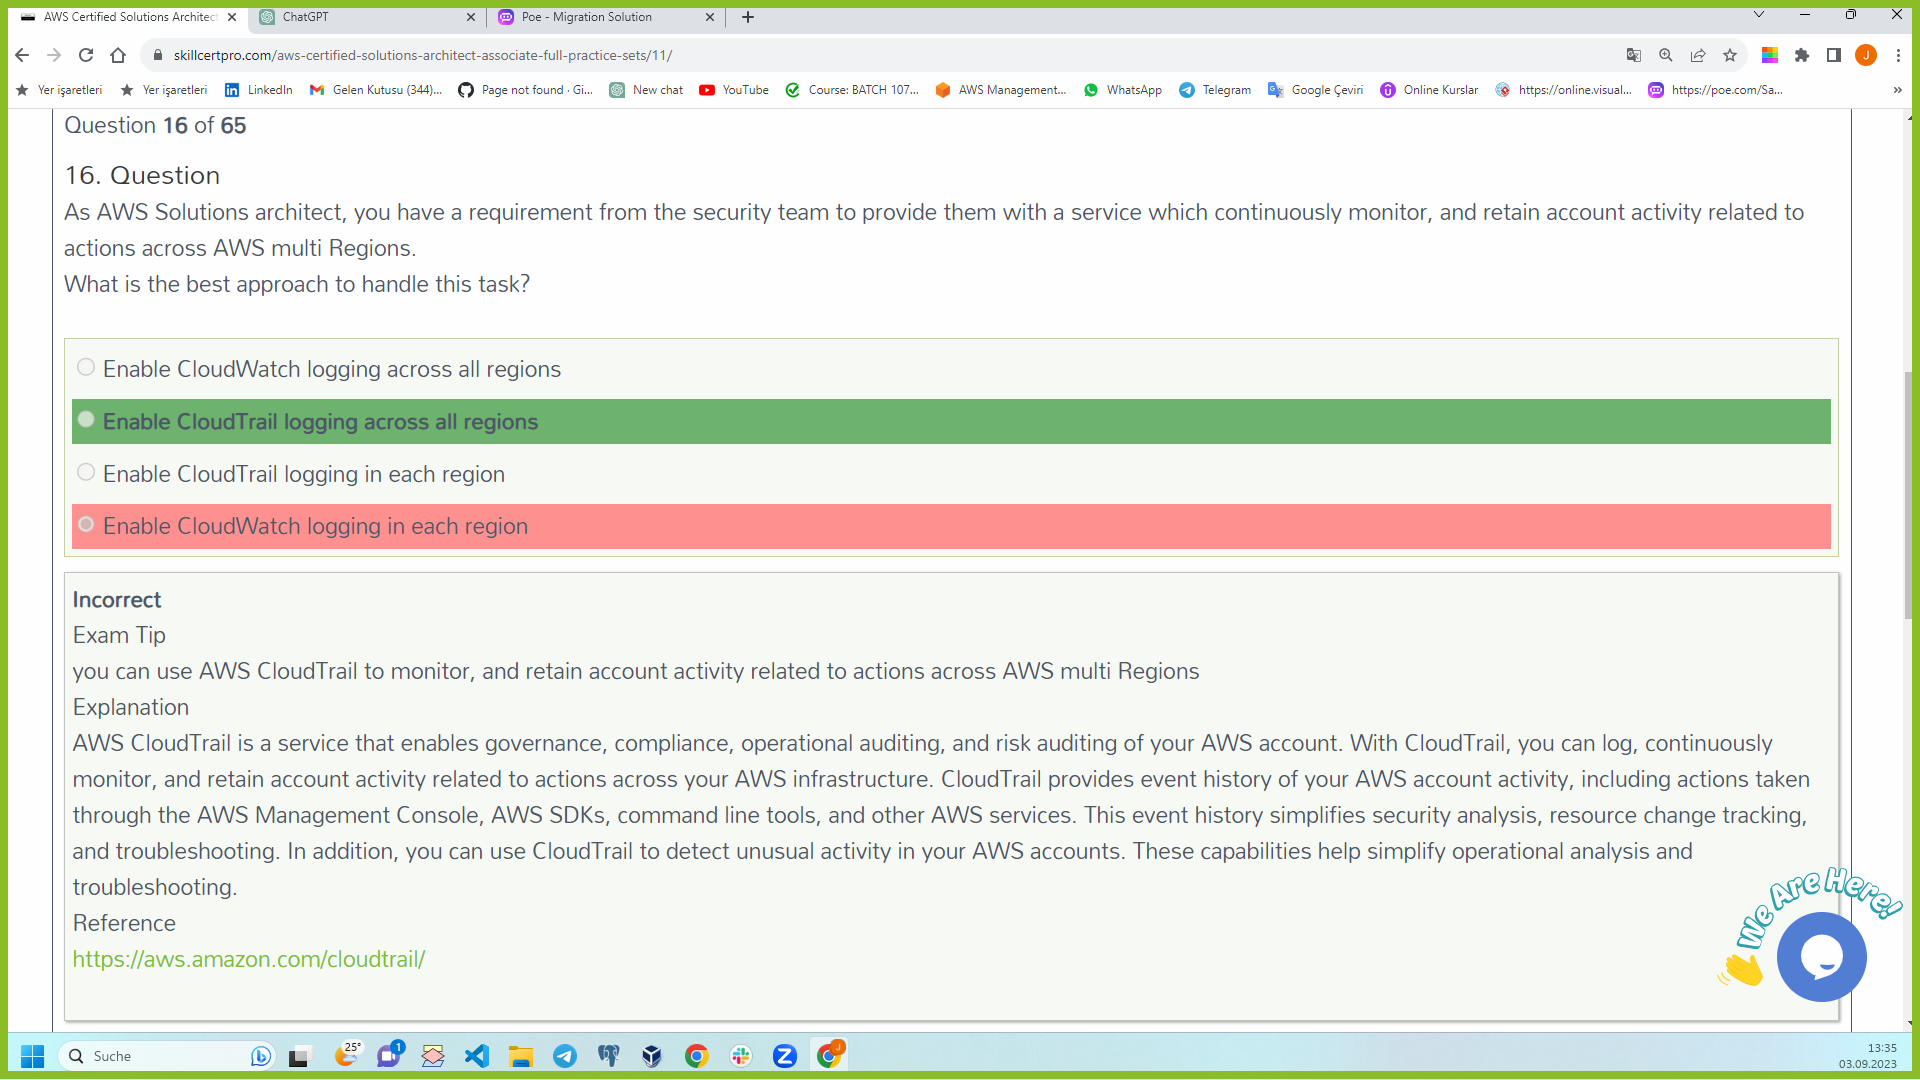 AWS Certified Solutions Architect
ChatGPT
Poe - Migration Solution
skillcertpro.com/aws-certified-solutions-architect-associate-full-practice-sets/11/
J
Yer işaretleri
Yer işaretleri
LinkedIn
Gelen Kutusu (344)...
Page not found · Gi...
New chat
YouTube
Course: BATCH 107...
AWS Management...
WhatsApp
Telegram
Google Çeviri
Online Kurslar
https://online.visual...
https://poe.com/Sa...
»
Question 16 of 65
16. Question
As AWS Solutions architect, you have a requirement from the security team to provide them with a service which continuously monitor, and retain account activity related to
actions across AWS multi Regions.
What is the best approach to handle this task?
Enable CloudWatch logging across all regions
Enable CloudTrail logging across all regions
Enable CloudTrail logging in each region
Enable CloudWatch logging in each region
Incorrect
Exam Tip
you can use AWS CloudTrail to monitor, and retain account activity related to actions across AWS multi Regions
Explanation
AWS CloudTrail is a service that enables governance, compliance, operational auditing, and risk auditing of your AWS account. With CloudTrail, you can log, continuously
monitor, and retain account activity related to actions across your AWS infrastructure. CloudTrail provides event history of your AWS account activity, including actions taken
through the AWS Management Console, AWS SDKs, command line tools, and other AWS services. This event history simplifies security analysis, resource change tracking,
and troubleshooting. In addition, you can use CloudTrail to detect unusual activity in your AWS accounts. These capabilities help simplify operational analysis and
troubleshooting.
Reference
https://aws.amazon.com/cloudtrail/
We Are Here!
Suche
25°
1
Z
J
13:35
03.09.2023